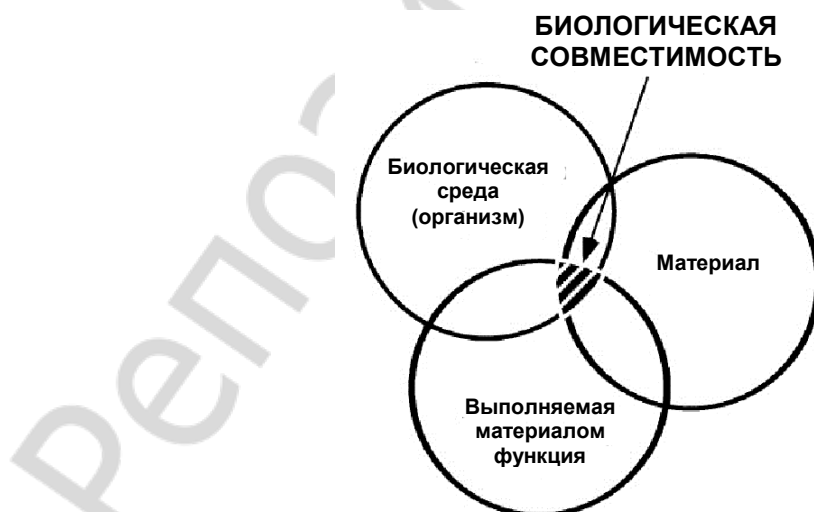 БИОЛОГИЧЕСКАЯ
СОВМЕСТИМОСТЬ
Биологическая
среда
(организм)
Материал
Выполняемая
материалом
функция